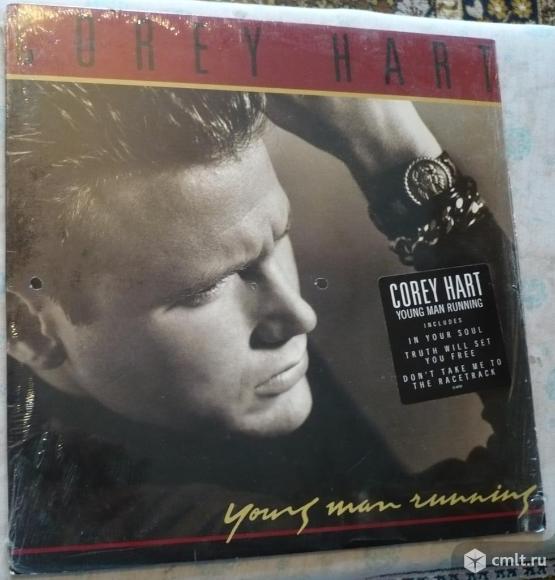 COREY HART
COREY HART
YOUNG MAN RUNNING
INCLUDES
IN YOUR SOUL
TRUTH WILL SET
YOU FREE
DON'T TAKE ME TO
THE RACETRACK
young man running
cmlt.ru